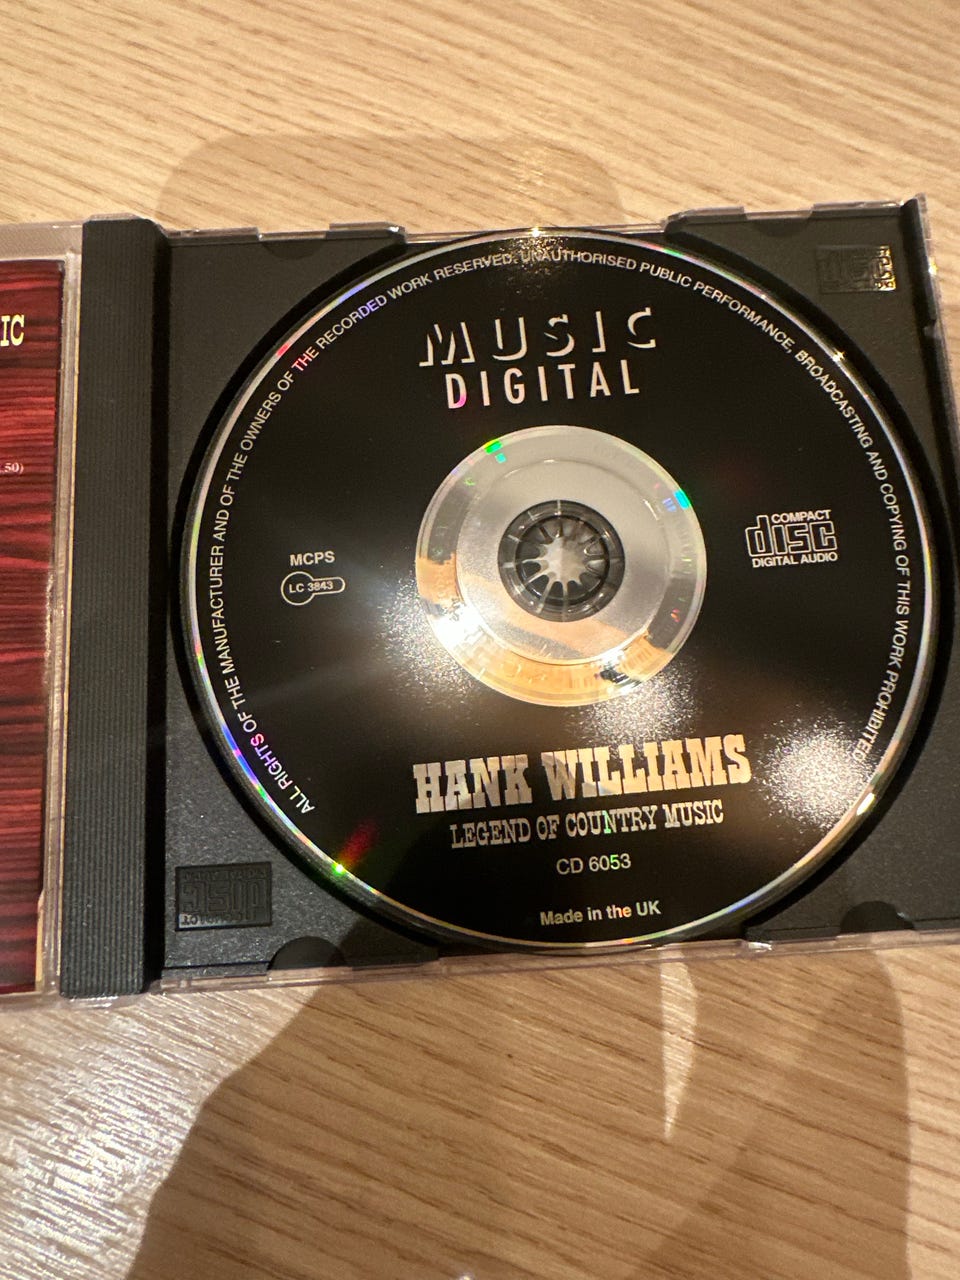 IC
.50)
ALL RIGHTS OF THE MANUFACTURER AND OF THE OWNERS OF THE RECORDED WORK RESERVED. UNAUTHORISED PUBLIC PERFORMANCE, BROADCASTING AND COPYING OF THIS WORK PROHIBITED
MUSIC
DIGITAL
MCPS
LC 3843
COMPACT
disc
DIGITAL AUDIO
HANK WILLIAMS
LEGEND OF COUNTRY MUSIC
CD 6053
Made in the UK